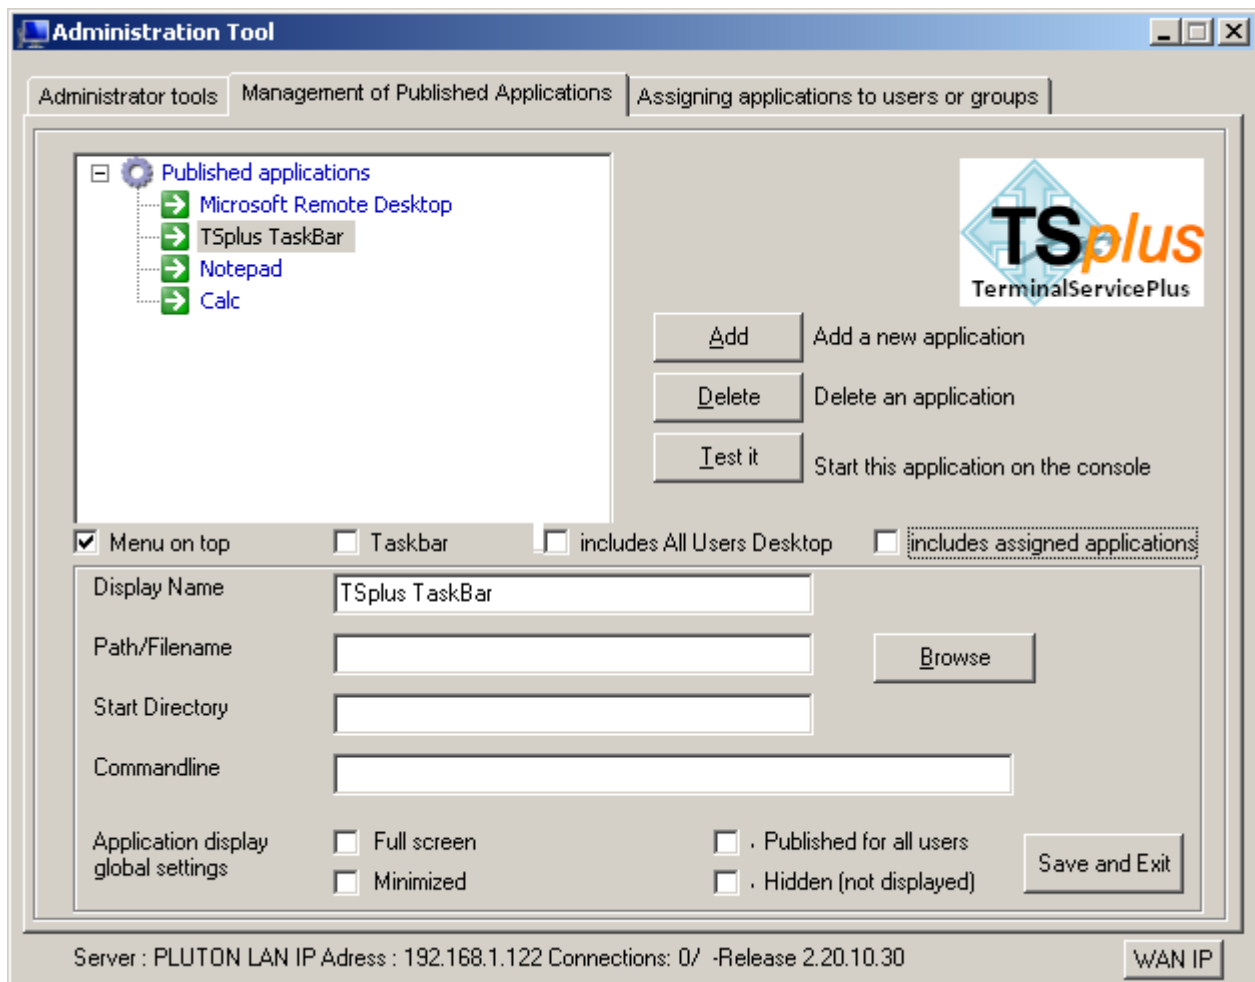 Administration Tool
Administrator tools
Management of Published Applications
Assigning applications to users or groups
Published applications
Microsoft Remote Desktop
TSplus TaskBar
Notepad
Calc
TSplus
TerminalServicePlus
Add
Add a new application
Delete
Delete an application
Test it
Start this application on the console
Menu on top
Taskbar
includes All Users Desktop
includes assigned applications
Display Name
TSplus TaskBar
Path/Filename
Browse
Start Directory
Commandline
Application display
global settings
Full screen
. Published for all users
Minimized
. Hidden (not displayed)
Save and Exit
Server : PLUTON LAN IP Adress : 192.168.1.122 Connections: 0/ -Release 2.20.10.30
WAN IP